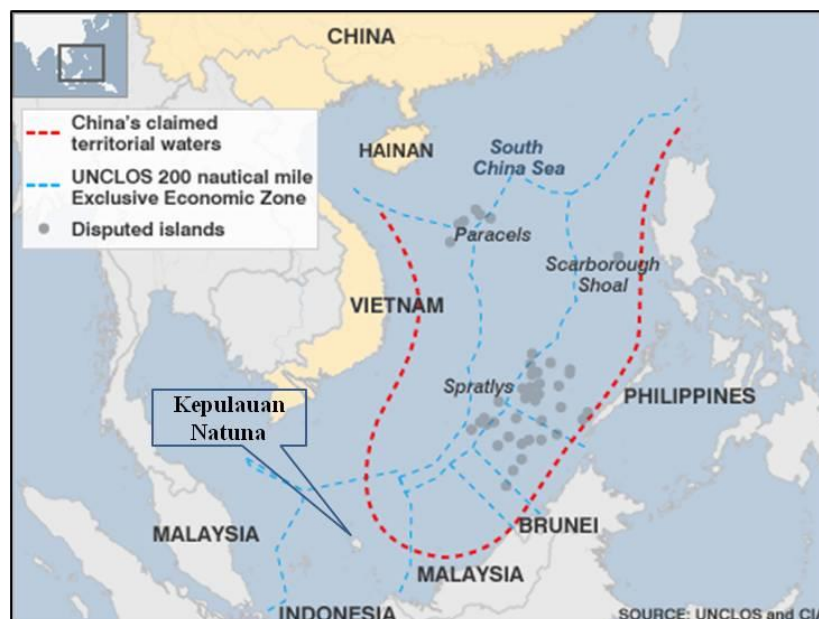 CHINA
China's claimed
territorial waters
UNCLOS 200 nautical mile
Exclusive Economic Zone
Disputed islands
HAINAN
South
China Sea
Paracels
Scarborough
Shoal
VIETNAM
Spratlys
PHILIPPINES
Kepulauan
Natuna
MALAYSIA
BRUNEI
MALAYSIA
INDONESIA
SOURCE: UNCLOS and CIA